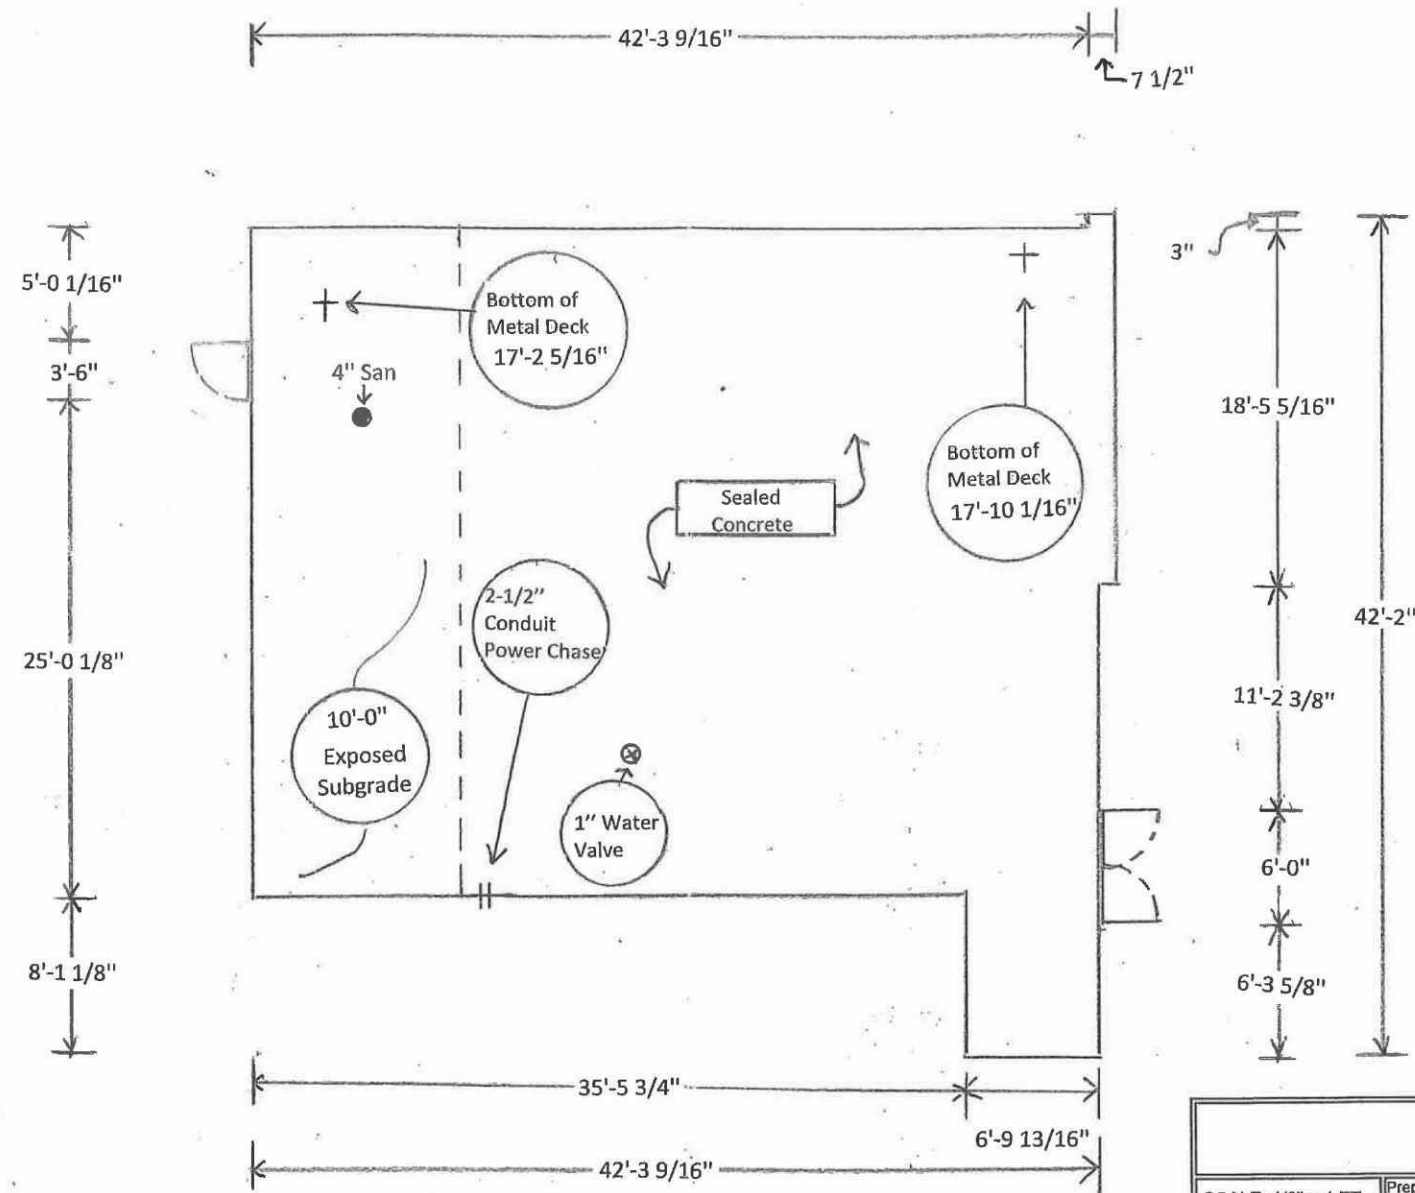 42'-3 9/16"
7 1/2"
3"
5'-0 1/16"
Bottom of
Metal Deck
17'-2 5/16"
3'-6"
4" San
18'-5 5/16"
Bottom of
Metal Deck
17'-10 1/16"
Sealed
Concrete
2-1/2"
Conduit
Power Chase
42'-2"
25'-0 1/8"
11'-2 3/8"
10'-0"
Exposed
Subgrade
1" Water
Valve
6'-0"
8'-1 1/8"
6'-3 5/8"
35'-5 3/4"
6'-9 13/16"
42'-3 9/16"